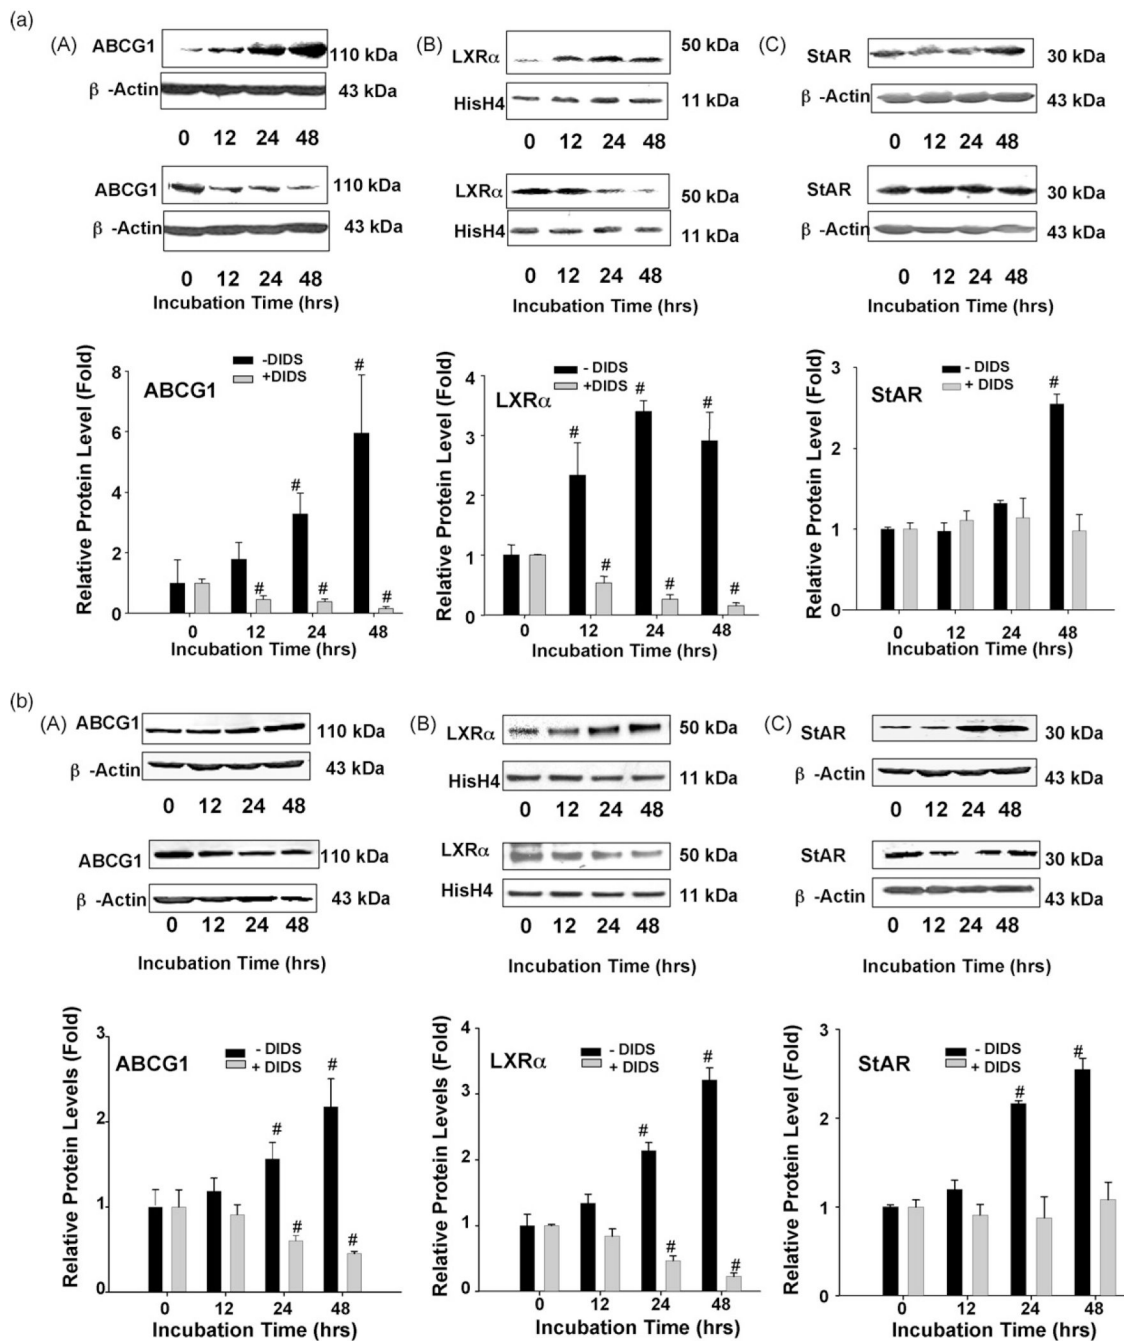 (a)
(A)
ABCG1
110 kDa
β -Actin
43 kDa
0 12 24 48
ABCG1
110 kDa
β -Actin
43 kDa
0 12 24 48
Incubation Time (hrs)
(B)
LXRα
50 kDa
HisH4
11 kDa
0 12 24 48
LXRα
50 kDa
HisH4
11 kDa
0 12 24 48
Incubation Time (hrs)
(C)
StAR
30 kDa
β -Actin
43 kDa
0 12 24 48
StAR
30 kDa
β -Actin
43 kDa
0 12 24 48
Incubation Time (hrs)
Relative Protein Level (Fold)
8
6
4
2
0
ABCG1
-DIDS
+DIDS
# # # # #
0 12 24 48
Incubation Time (hrs)
Relative Protein Level (Fold)
4
3
2
1
0
LXRα
- DIDS
+DIDS
# # # # # #
0 12 24 48
Incubation Time (hrs)
Relative Protein Level (Fold)
3
2
1
0
StAR
- DIDS
+ DIDS
#
0 12 24 48
Incubation Time (hrs)
(b)
(A)
ABCG1
110 kDa
β -Actin
43 kDa
0 12 24 48
ABCG1
110 kDa
β -Actin
43 kDa
0 12 24 48
Incubation Time (hrs)
(B)
LXRα
50 kDa
HisH4
11 kDa
0 12 24 48
LXRα
50 kDa
HisH4
11 kDa
0 12 24 48
Incubation Time (hrs)
(C)
StAR
30 kDa
β -Actin
43 kDa
0 12 24 48
StAR
30 kDa
β -Actin
43 kDa
0 12 24 48
Incubation Time (hrs)
Relative Protein Levels (Fold)
3
2
1
0
ABCG1
- DIDS
+ DIDS
# # # #
0 12 24 48
Incubation Time (hrs)
Relative Protein Levels (Fold)
4
3
2
1
0
LXRα
- DIDS
+ DIDS
# # # #
0 12 24 48
Incubation Time (hrs)
Relative Protein Level (Fold)
3
2
1
0
StAR
- DIDS
+ DIDS
# #
0 12 24 48
Incubation Time (hrs)